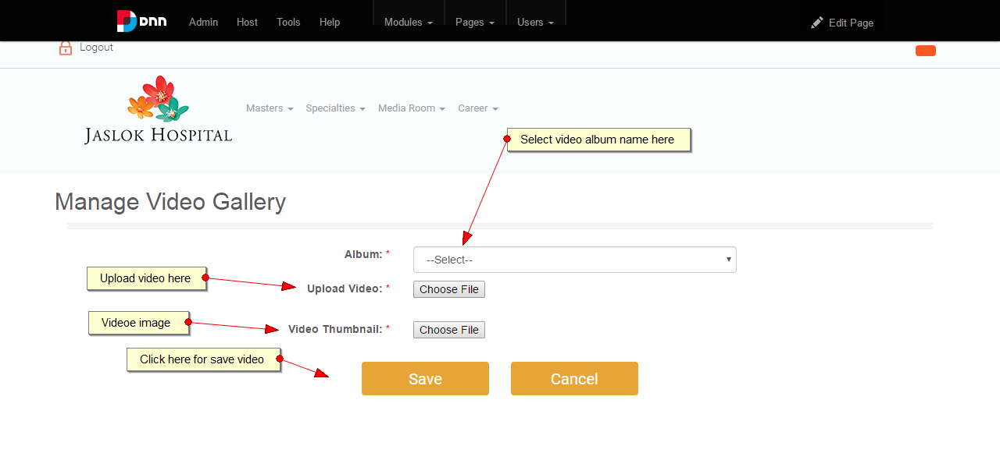 DNN Admin Host Tools Help Modules Pages Users Edit Page
Logout
JASLOK HOSPITAL
Masters Specialties Media Room Career
Select video album name here
Manage Video Gallery
Album: * --Select--
Upload video here
Upload Video: * Choose File
Videoe image
Video Thumbnail: * Choose File
Click here for save video
Save Cancel